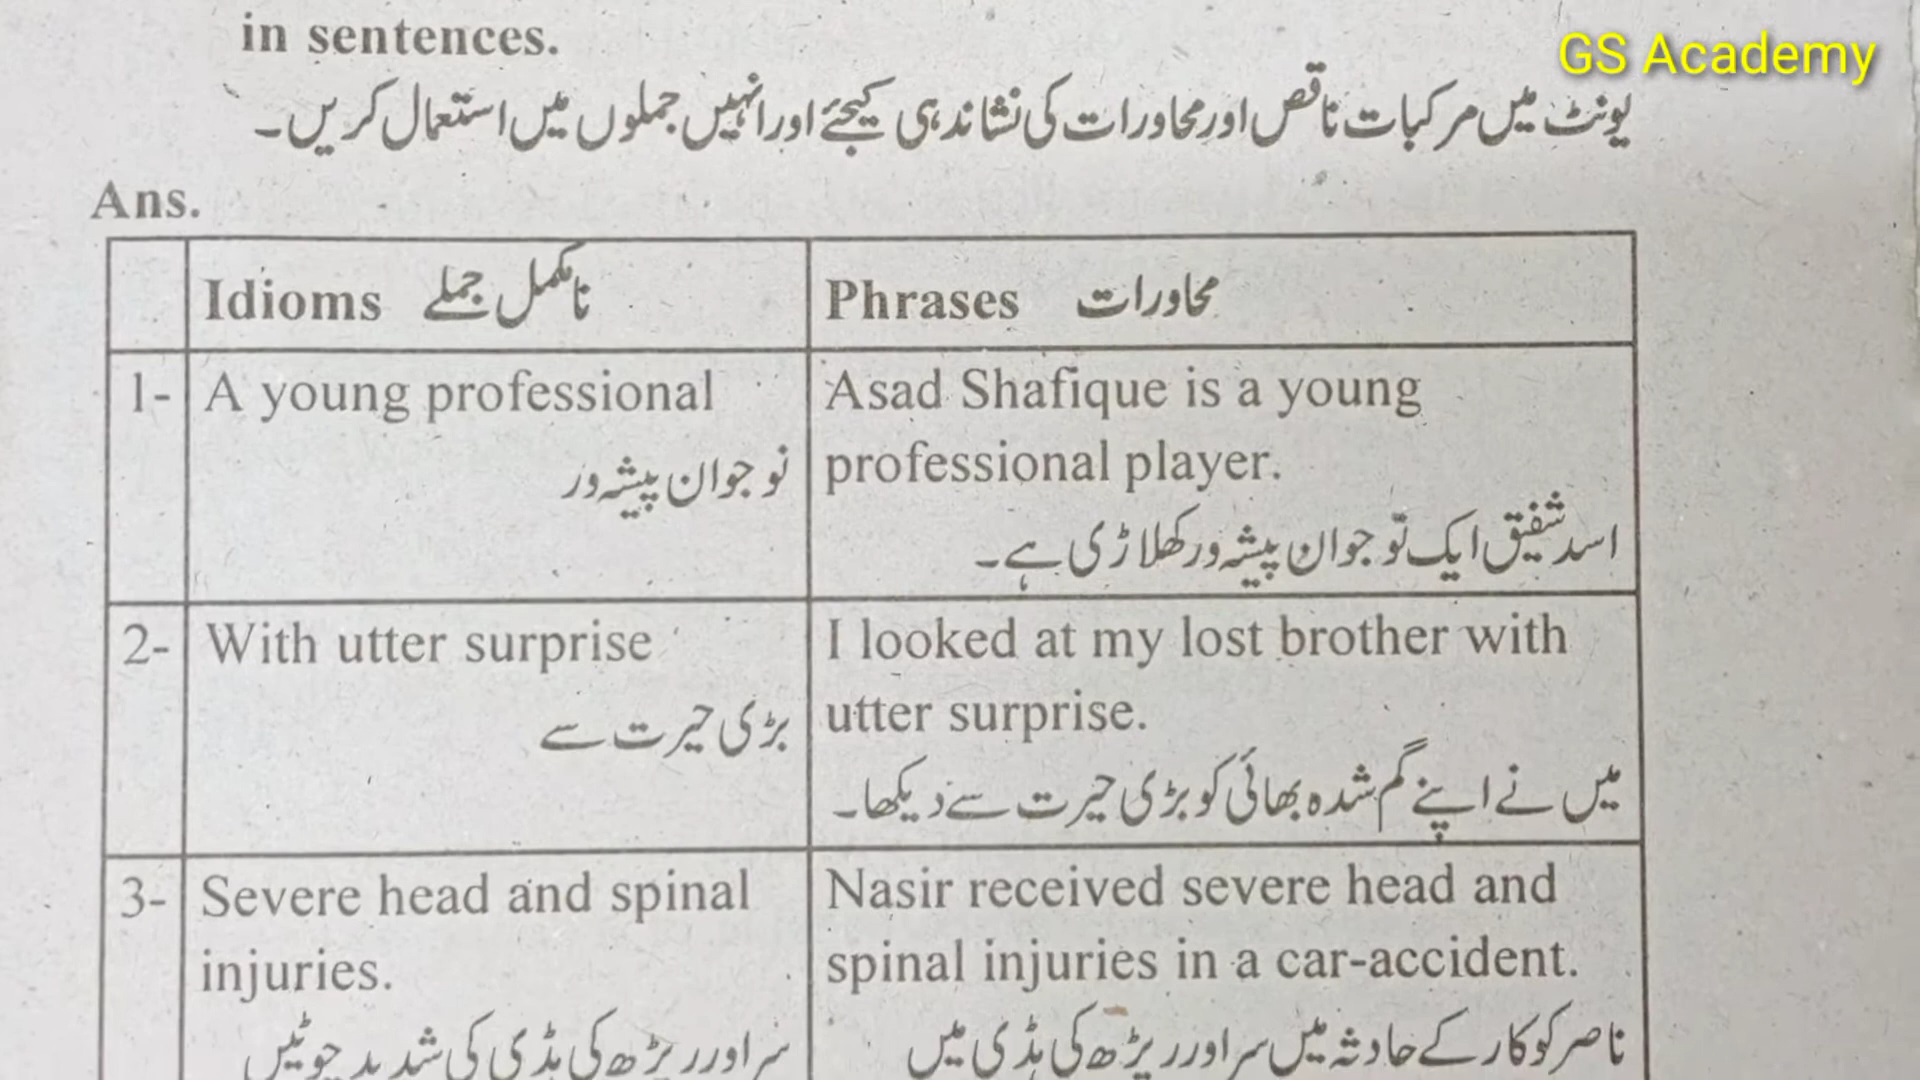 in sentences.
GS Academy
یونٹ میں مرکبات ناقص اور محاورات کی نشاندہی کیجئے اور انہیں جملوں میں استعمال کریں۔
Ans.
Idioms نامکمل جملے
Phrases محاورات
1- A young professional
نوجوان پیشہ ور
Asad Shafique is a young
professional player.
اسد شفیق ایک نوجوان پیشہ ور کھلاڑی ہے۔
2- With utter surprise
بڑی حیرت سے
I looked at my lost brother with
utter surprise.
میں نے اپنے گم شدہ بھائی کو بڑی حیرت سے دیکھا۔
3- Severe head and spinal
injuries.
سر اور ریڑھ کی ہڈی کی شدید چوٹیں
Nasir received severe head and
spinal injuries in a car-accident.
ناصر کو کار کے حادثہ میں سر اور ریڑھ کی ہڈی میں